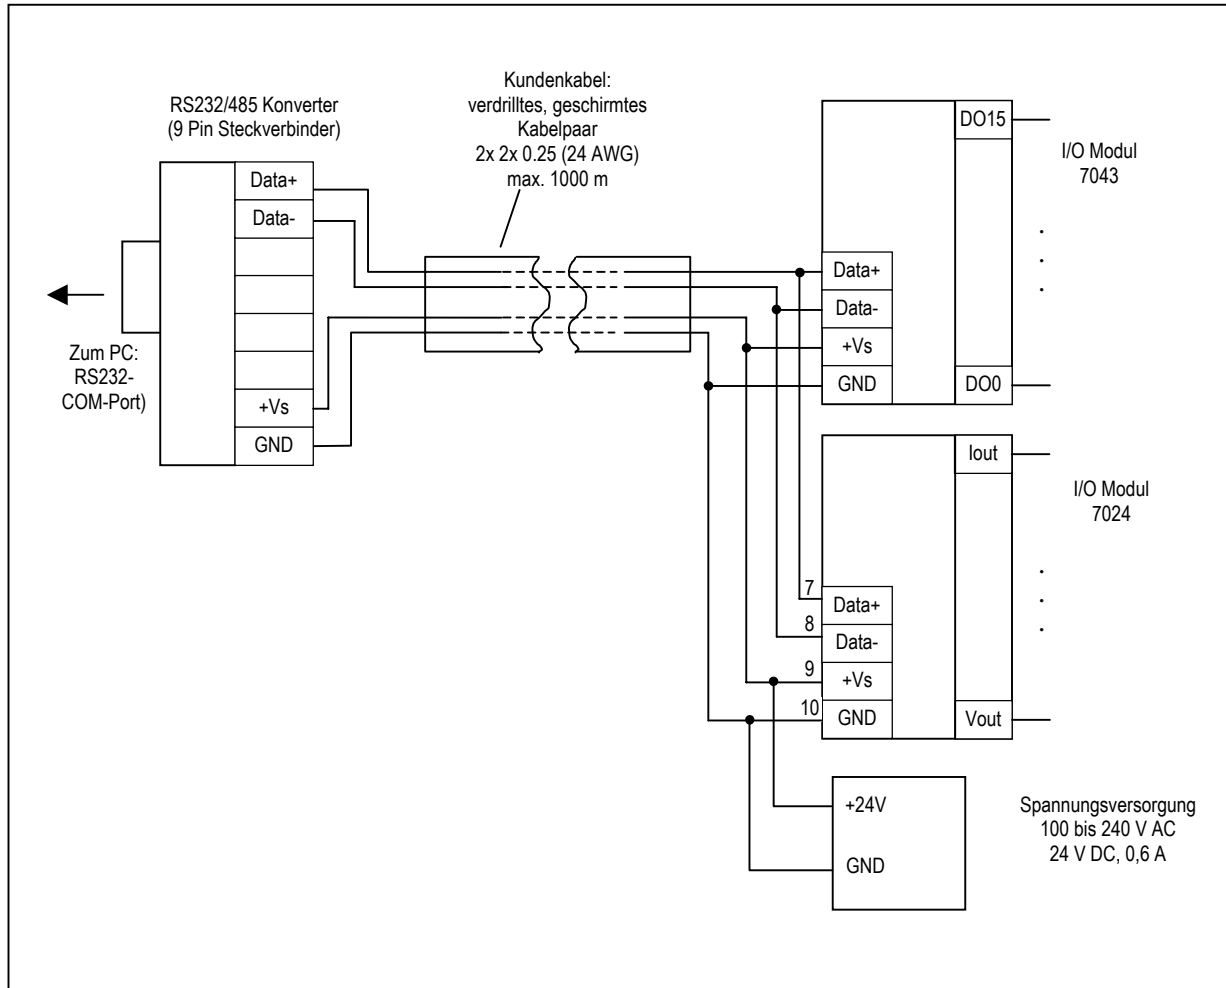 RS232/485 Konverter
(9 Pin Steckverbinder)
Data+
Data-
+Vs
GND
Zum PC:
RS232-
COM-Port)
Kundenkabel:
verdrilltes, geschirmtes
Kabelpaar
2x 2x 0.25 (24 AWG)
max. 1000 m
DO15
Data+
Data-
+Vs
GND
DO0
I/O Modul
7043
Iout
7
Data+
8
Data-
9
+Vs
10
GND
Vout
I/O Modul
7024
+24V
GND
Spannungsversorgung
100 bis 240 V AC
24 V DC, 0,6 A